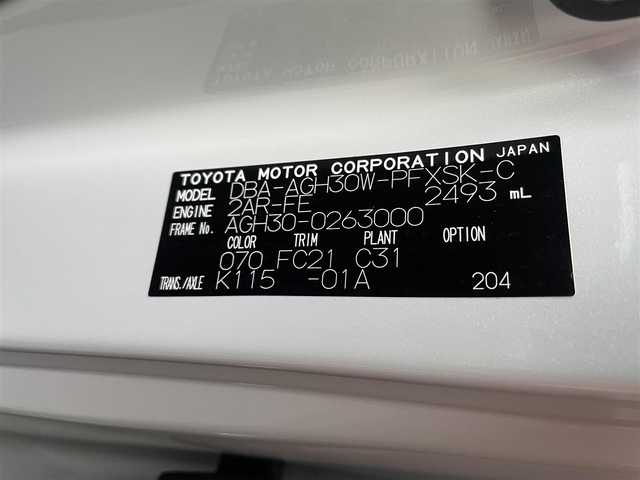 TOYOTA MOTOR CORPORATION JAPAN
MODEL DBA-AGH30W-PFXSK-C
ENGINE 2AR-FE 2493 mL
FRAME No. AGH30-0263000
COLOR TRIM PLANT OPTION
070 FC21 C31
TRANS./AXLE K115 -01A 204